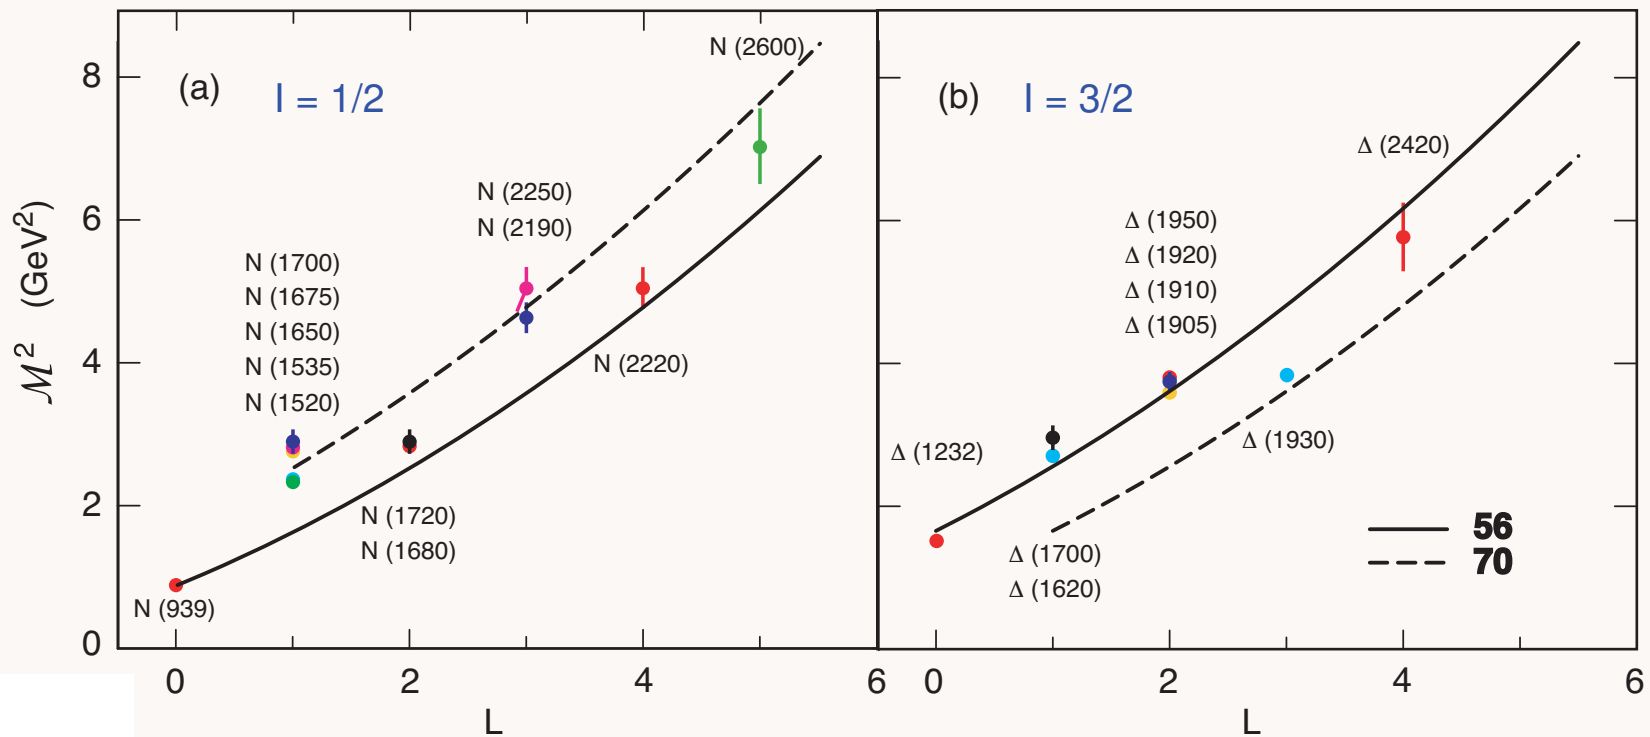 (a)
I = 1/2
N (2600)
N (2250)
N (2190)
N (1700)
N (1675)
N (1650)
N (1535)
N (1520)
N (2220)
N (1720)
N (1680)
N (939)
8
6
4
2
0
ℳ² (GeV²)
0 2 4 6
L
(b)
I = 3/2
Δ (2420)
Δ (1950)
Δ (1920)
Δ (1910)
Δ (1905)
Δ (1232)
Δ (1930)
Δ (1700)
Δ (1620)
56
70
0 2 4 6
L